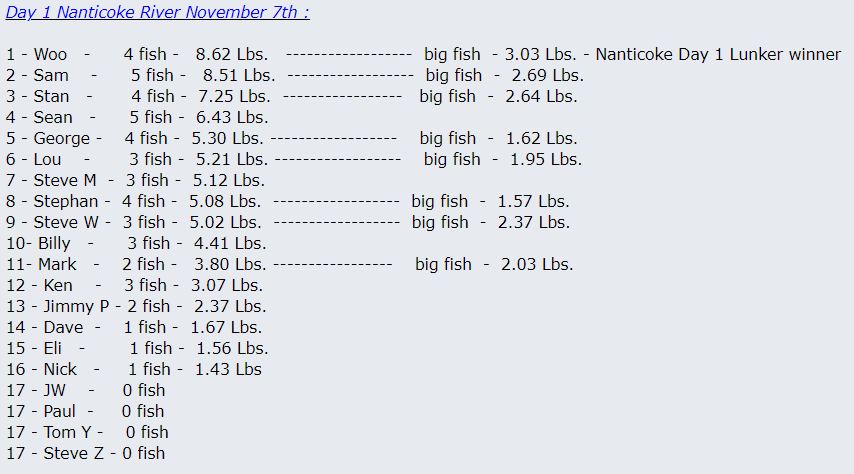 Day 1 Nanticoke River November 7th :
1 - Woo - 4 fish - 8.62 Lbs. ------------------ big fish - 3.03 Lbs. - Nanticoke Day 1 Lunker winner
2 - Sam - 5 fish - 8.51 Lbs. ------------------ big fish - 2.69 Lbs.
3 - Stan - 4 fish - 7.25 Lbs. ----------------- big fish - 2.64 Lbs.
4 - Sean - 5 fish - 6.43 Lbs.
5 - George - 4 fish - 5.30 Lbs. ------------------ big fish - 1.62 Lbs.
6 - Lou - 3 fish - 5.21 Lbs. ------------------ big fish - 1.95 Lbs.
7 - Steve M - 3 fish - 5.12 Lbs.
8 - Stephan - 4 fish - 5.08 Lbs. ------------------ big fish - 1.57 Lbs.
9 - Steve W - 3 fish - 5.02 Lbs. ------------------ big fish - 2.37 Lbs.
10- Billy - 3 fish - 4.41 Lbs.
11- Mark - 2 fish - 3.80 Lbs. ----------------- big fish - 2.03 Lbs.
12 - Ken - 3 fish - 3.07 Lbs.
13 - Jimmy P - 2 fish - 2.37 Lbs.
14 - Dave - 1 fish - 1.67 Lbs.
15 - Eli - 1 fish - 1.56 Lbs.
16 - Nick - 1 fish - 1.43 Lbs
17 - JW - 0 fish
17 - Paul - 0 fish
17 - Tom Y - 0 fish
17 - Steve Z - 0 fish